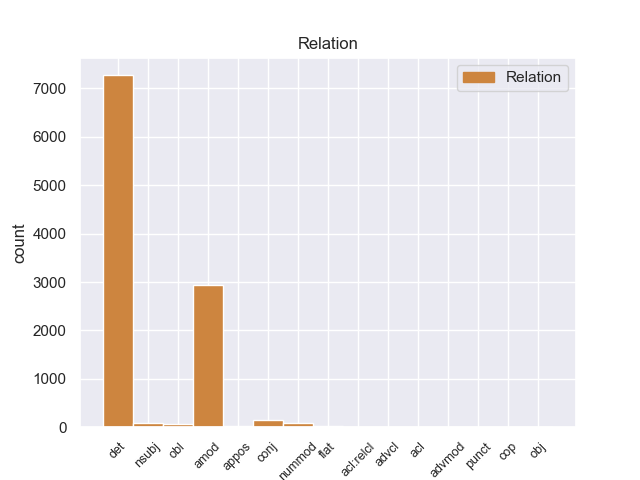 Relation
Relation
count
7000
6000
5000
4000
3000
2000
1000
0
det
nsubj
obl
amod
appos
conj
nummod
flat
acl:relcl
advcl
acl
advmod
punct
cop
obj